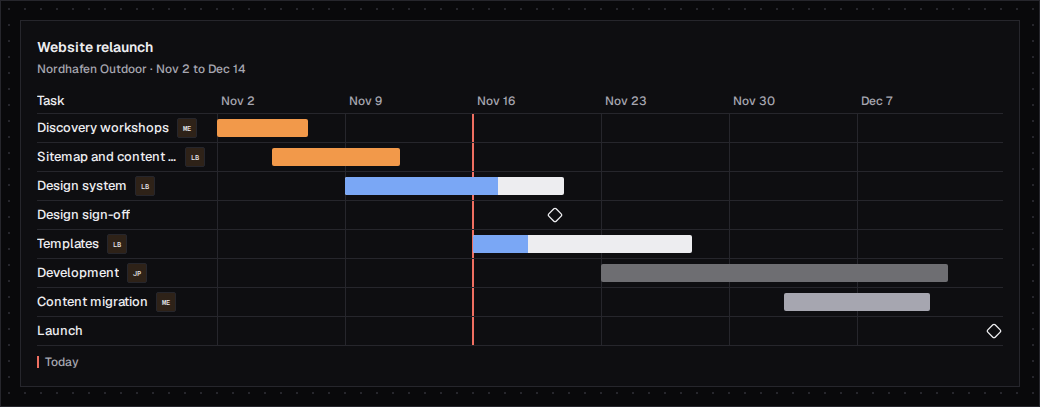 Website relaunch
Nordhafen Outdoor · Nov 2 to Dec 14
Task Nov 2 Nov 9 Nov 16 Nov 23 Nov 30 Dec 7
Discovery workshops ME
Sitemap and content ... LB
Design system LB
Design sign-off
Templates LB
Development JP
Content migration ME
Launch
Today